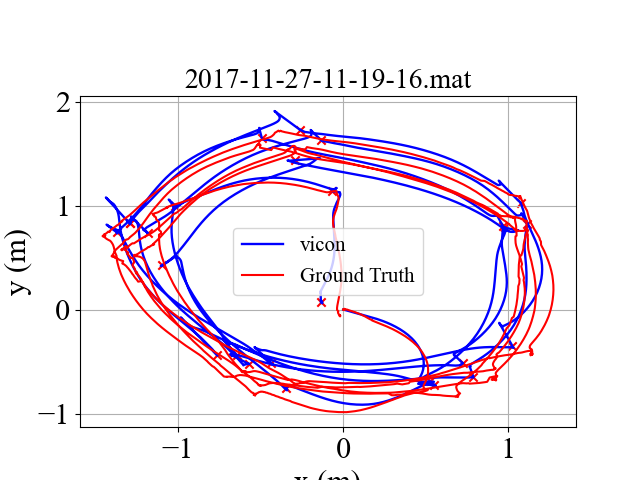 2017-11-27-11-19-16.mat
2
1
0
−1
y (m)
vicon
Ground Truth
−1
0
1
x (m)